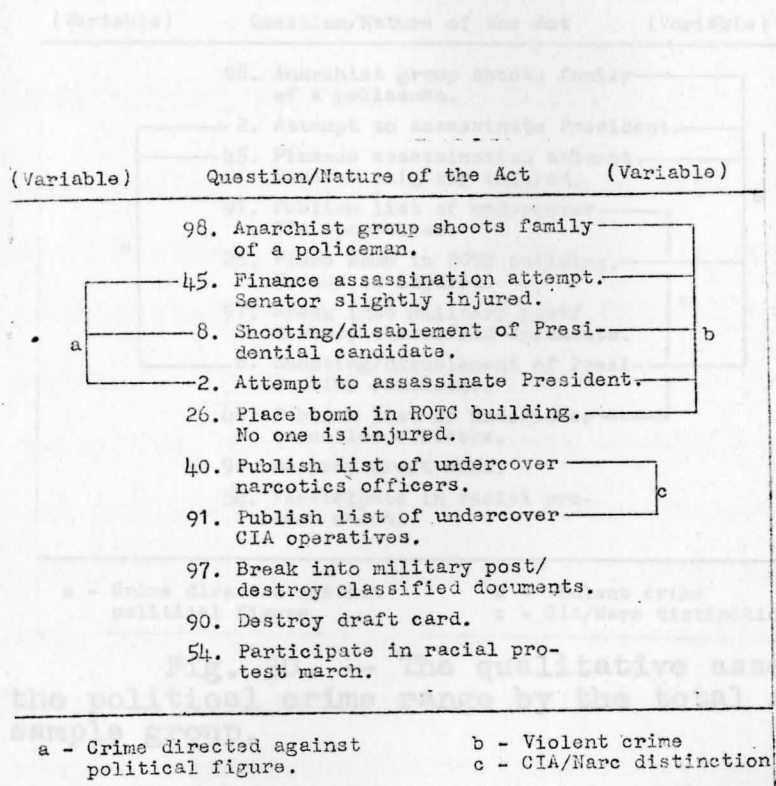 (Variable) Question/Nature of the Act (Variable)
98. Anarchist group shoots family
of a policeman.
45. Finance assassination attempt.
Senator slightly injured.
a
8. Shooting/disablement of Presi-
dential candidate.
b
2. Attempt to assassinate President.
26. Place bomb in ROTC building.
No one is injured.
40. Publish list of undercover
narcotics officers.
c
91. Publish list of undercover
CIA operatives.
97. Break into military post/
destroy classified documents.
90. Destroy draft card.
54. Participate in racial pro-
test march.
a - Crime directed against
political figure.
b - Violent crime
c - CIA/Narc distinction